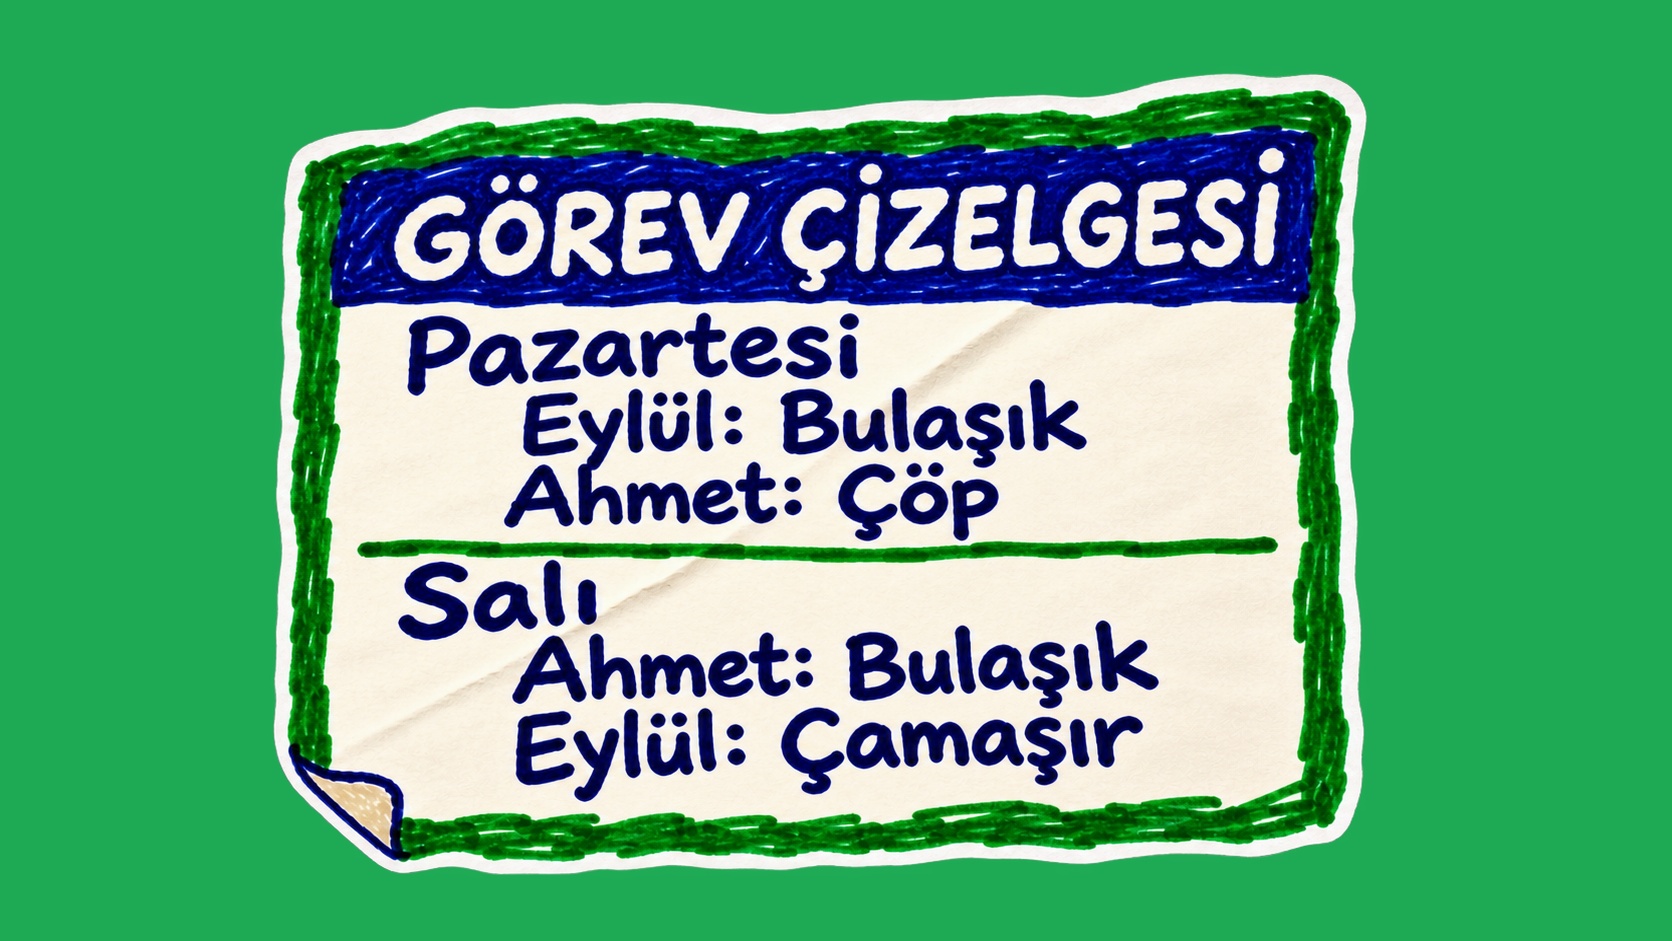 GÖREV ÇİZELGESİ
Pazartesi
Eylül: Bulaşık
Ahmet: Çöp
Salı
Ahmet: Bulaşık
Eylül: Çamaşır